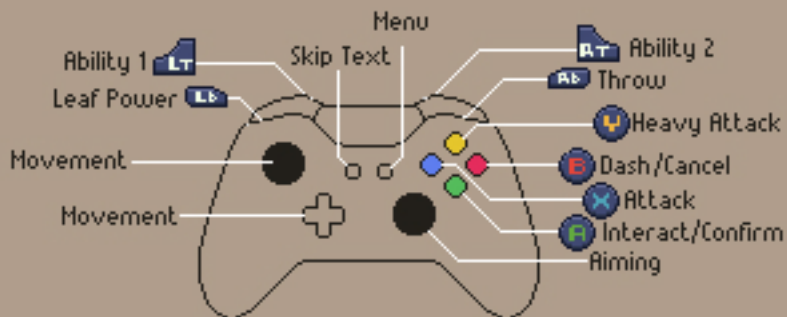 Menu
Skip Text
Ability 1 LT
RT Ability 2
Leaf Power Lb
Rb Throw
Y Heavy Attack
Movement
B Dash/Cancel
X Attack
Movement
A Interact/Confirm
Aiming